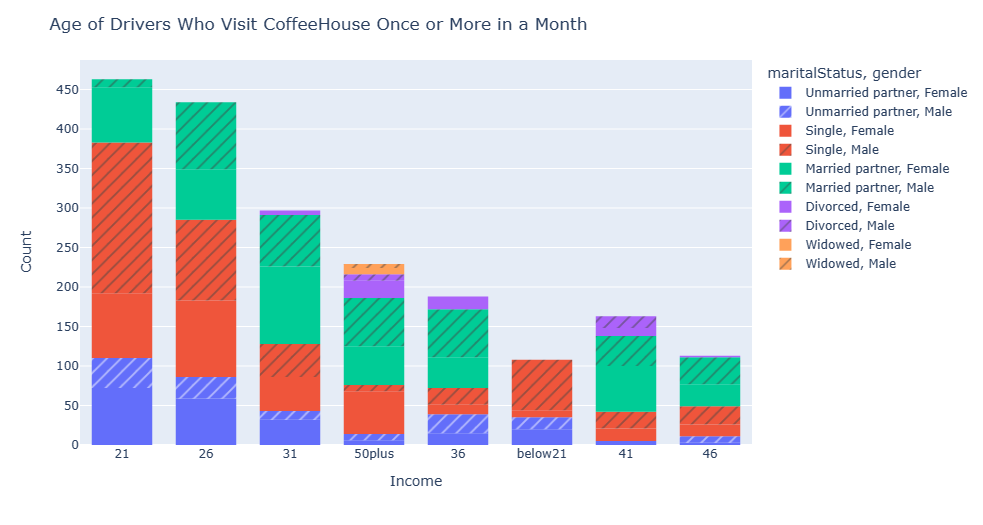 Age of Drivers Who Visit CoffeeHouse Once or More in a Month
maritalStatus, gender
Unmarried partner, Female
Unmarried partner, Male
Single, Female
Single, Male
Married partner, Female
Married partner, Male
Divorced, Female
Divorced, Male
Widowed, Female
Widowed, Male
Count
450
400
350
300
250
200
150
100
50
0
21 26 31 50plus 36 below21 41 46
Income